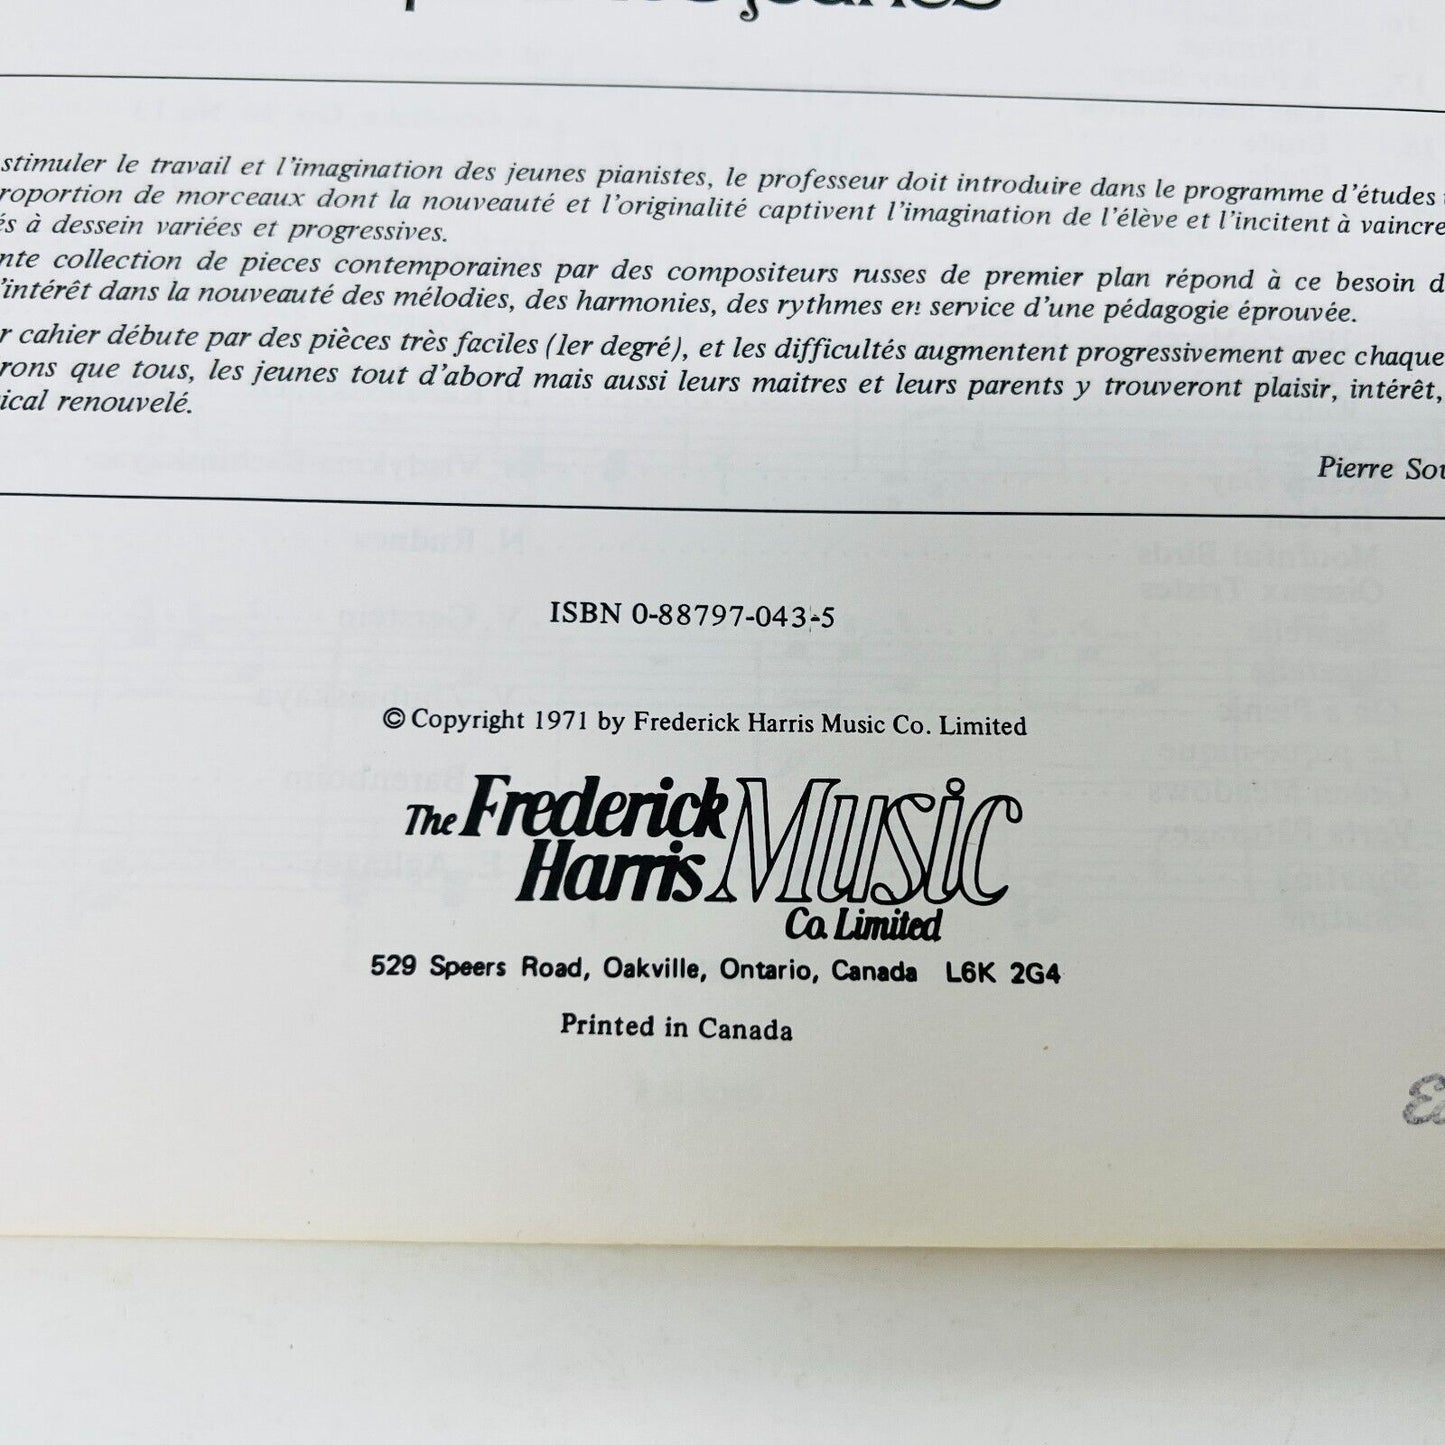 stimuler le travail et l'imagination des jeunes pianistes, le professeur doit introduire dans le programme d'études
roportion de morceaux dont la nouveauté et l'originalité captivent l'imagination de l'élève et l'incitent à vaincre
és à dessein variées et progressives.
nte collection de pieces contemporaines par des compositeurs russes de premier plan répond à ce besoin d
'intérêt dans la nouveauté des mélodies, des harmonies, des rythmes en service d'une pédagogie éprouvée.
r cahier débute par des pièces très faciles (ler degré), et les difficultés augmentent progressivement avec chaque
rons que tous, les jeunes tout d'abord mais aussi leurs maitres et leurs parents y trouveront plaisir, intérêt,
ical renouvelé.
Pierre Sou
ISBN 0-88797-043-5
© Copyright 1971 by Frederick Harris Music Co. Limited
The Frederick
Harris Music
Co. Limited
529 Speers Road, Oakville, Ontario, Canada L6K 2G4
Printed in Canada